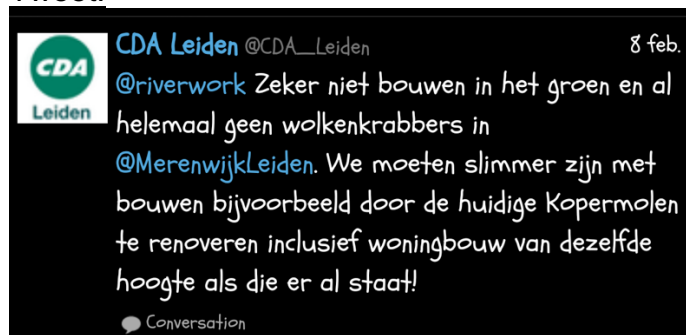 CDA Leiden @CDA__Leiden 8 feb.
CDA
Leiden
@riverwork Zeker niet bouwen in het groen en al
helemaal geen wolkenkrabbers in
@MerenwijkLeiden. We moeten slimmer zijn met
bouwen bijvoorbeeld door de huidige Kopermolen
te renoveren inclusief woningbouw van dezelfde
hoogte als die er al staat!
Conversation